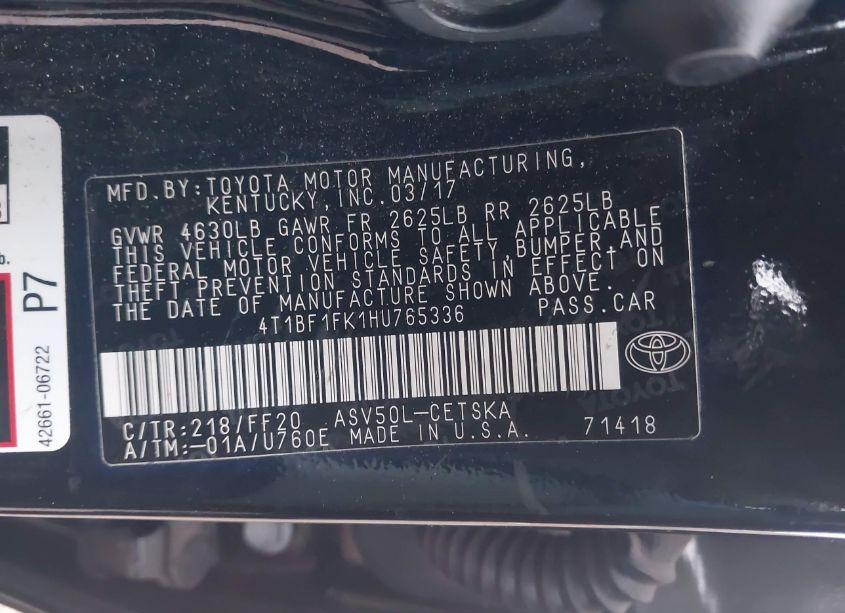 MFD.BY:TOYOTA MOTOR MANUFACTURING,
KENTUCKY,INC.03/17
GVWR 4630LB GAWR FR 2625LB RR 2625LB
THIS VEHICLE CONFORMS TO ALL APPLICABLE
FEDERAL MOTOR VEHICLE SAFETY,BUMPER,AND
THEFT PREVENTION STANDARDS IN EFFECT ON
THE DATE OF MANUFACTURE SHOWN ABOVE.
4T1BF1FK1HU765336 PASS.CAR
C/TR:218/FF20 ASV50L-CETSKA
A/TM:-01A/U760E MADE IN U.S.A. 71418
P7
42661-06722